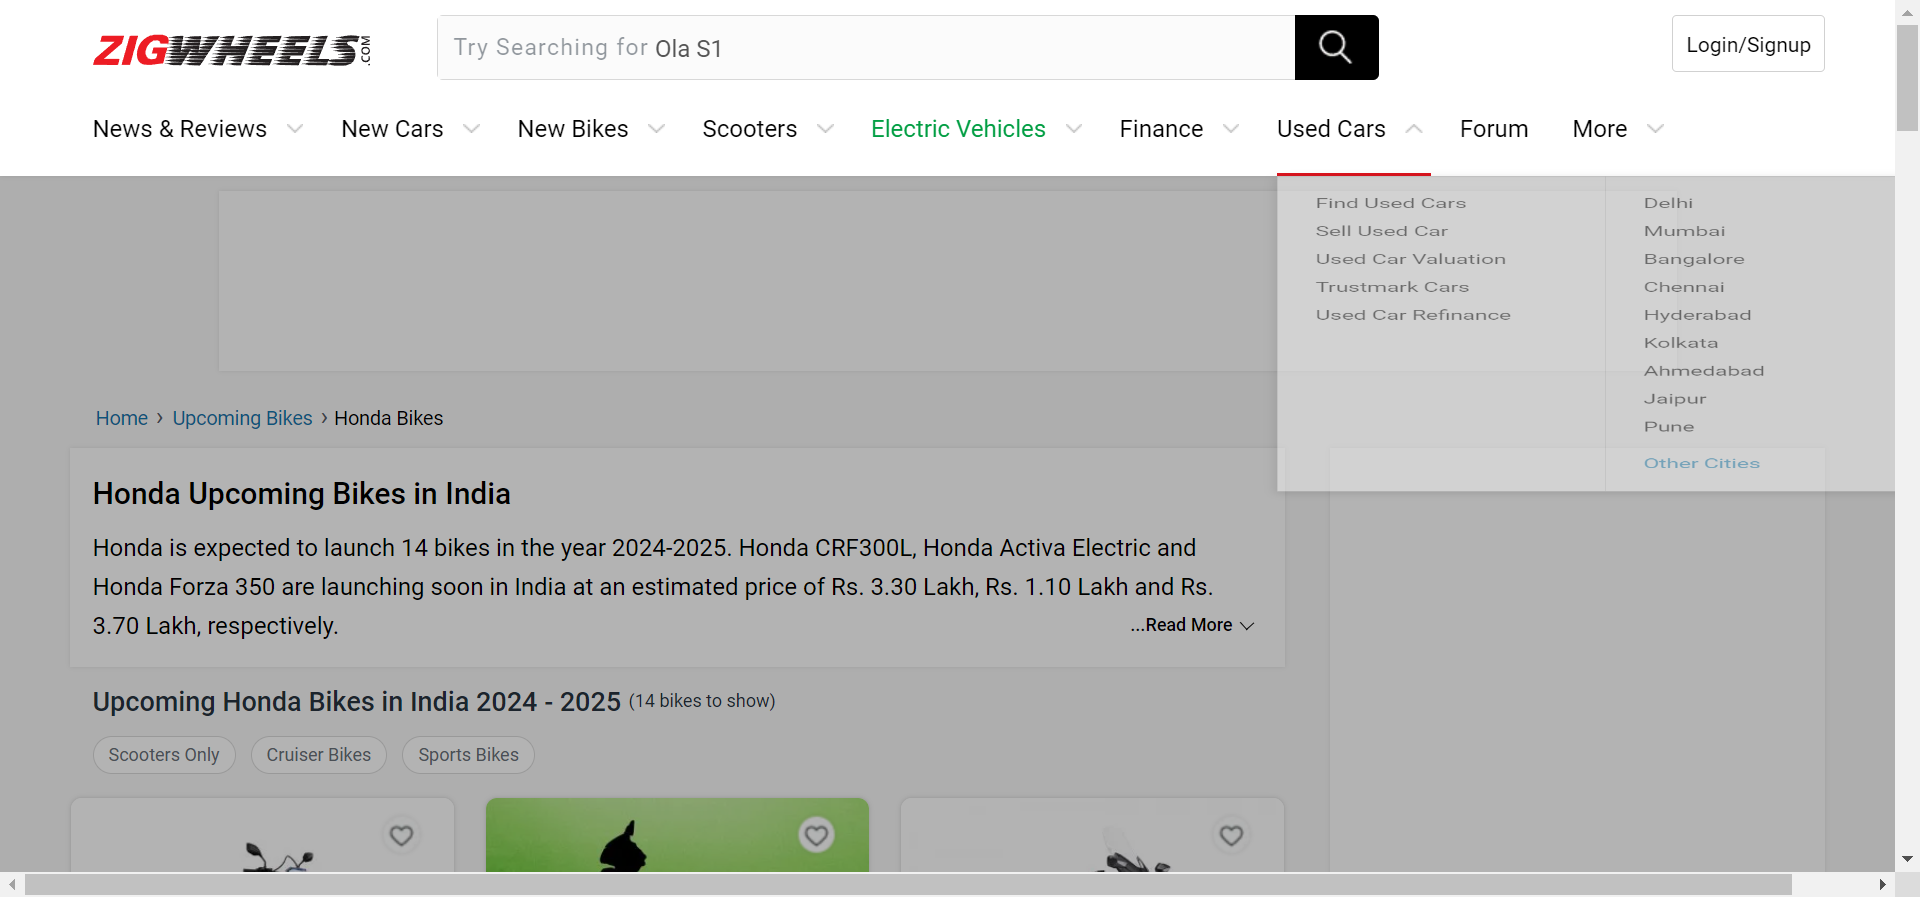 ZIGWHEELS.COM
Try Searching for Ola S1
Login/Signup
News & Reviews
New Cars
New Bikes
Scooters
Electric Vehicles
Finance
Used Cars
Forum
More
Find Used Cars
Sell Used Car
Used Car Valuation
Trustmark Cars
Used Car Refinance
Delhi
Mumbai
Bangalore
Chennai
Hyderabad
Kolkata
Ahmedabad
Jaipur
Pune
Other Cities
Home › Upcoming Bikes › Honda Bikes
Honda Upcoming Bikes in India
Honda is expected to launch 14 bikes in the year 2024-2025. Honda CRF300L, Honda Activa Electric and
Honda Forza 350 are launching soon in India at an estimated price of Rs. 3.30 Lakh, Rs. 1.10 Lakh and Rs.
3.70 Lakh, respectively.
...Read More
Upcoming Honda Bikes in India 2024 - 2025 (14 bikes to show)
Scooters Only
Cruiser Bikes
Sports Bikes